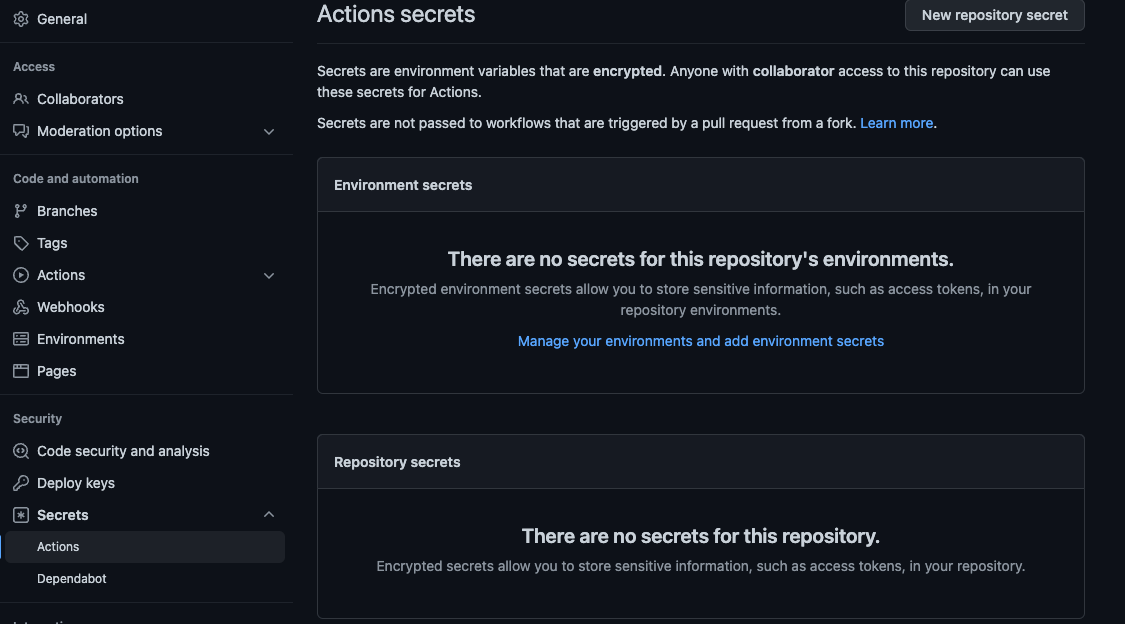 General
Access
Collaborators
Moderation options
Code and automation
Branches
Tags
Actions
Webhooks
Environments
Pages
Security
Code security and analysis
Deploy keys
Secrets
Actions
Dependabot
Actions secrets
New repository secret
Secrets are environment variables that are encrypted. Anyone with collaborator access to this repository can use
these secrets for Actions.
Secrets are not passed to workflows that are triggered by a pull request from a fork. Learn more.
Environment secrets
There are no secrets for this repository's environments.
Encrypted environment secrets allow you to store sensitive information, such as access tokens, in your
repository environments.
Manage your environments and add environment secrets
Repository secrets
There are no secrets for this repository.
Encrypted secrets allow you to store sensitive information, such as access tokens, in your repository.